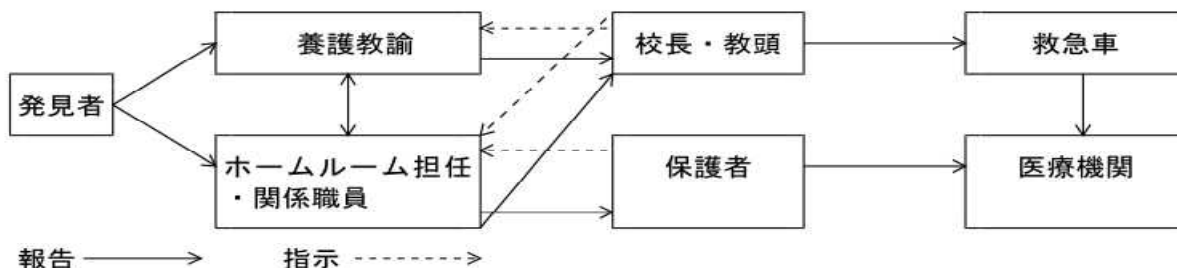 養護教諭
校長・教頭
救急車
発見者
ホームルーム担任
・関係職員
保護者
医療機関
報告
指示